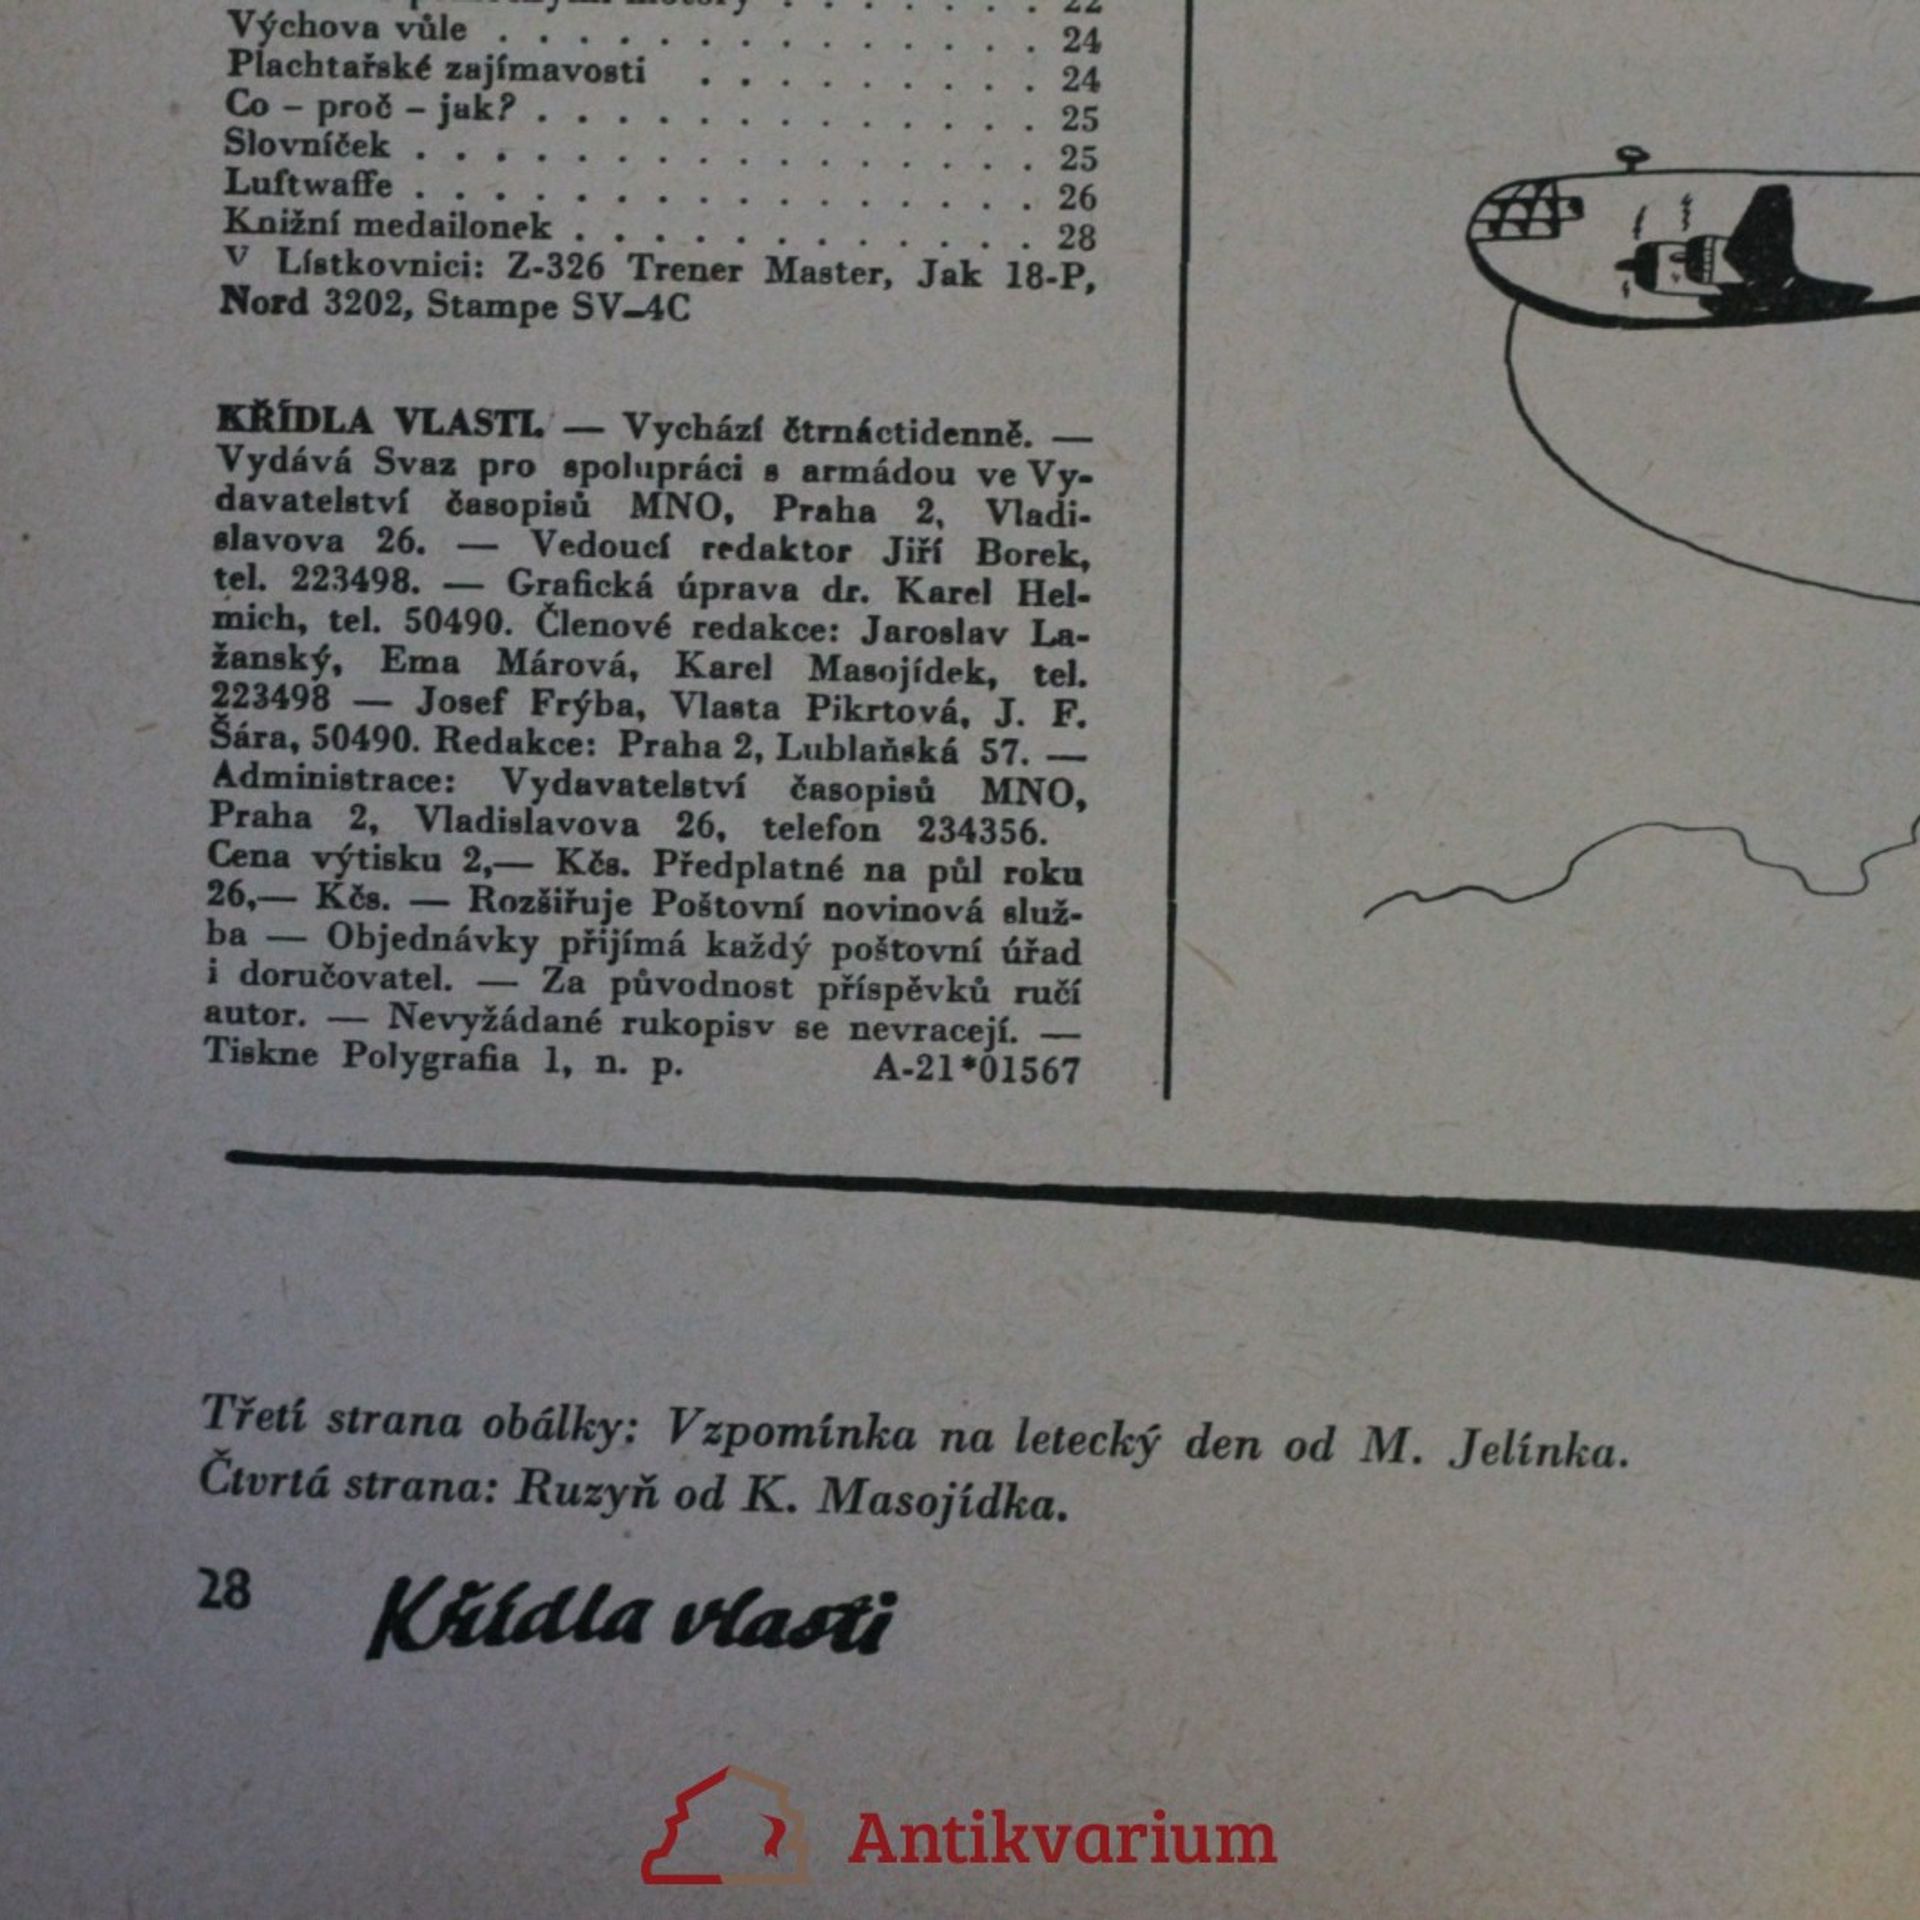 22
Výchova vůle . . . . . . . . . . . . . . 24
Plachtařské zajímavosti . . . . . . . . . 24
Co – proč – jak? . . . . . . . . . . . . . 25
Slovníček . . . . . . . . . . . . . . . . 25
Luftwaffe . . . . . . . . . . . . . . . . 26
Knižní medailonek . . . . . . . . . . . . 28
V Lístkovnici: Z-326 Trener Master, Jak 18-P,
Nord 3202, Stampe SV–4C
KŘÍDLA VLASTI. — Vychází čtrnáctidenně. —
Vydává Svaz pro spolupráci s armádou ve Vy-
davatelství časopisů MNO, Praha 2, Vladi-
slavova 26. — Vedoucí redaktor Jiří Borek,
tel. 223498. — Grafická úprava dr. Karel Hel-
mich, tel. 50490. Členové redakce: Jaroslav La-
žanský, Ema Márová, Karel Masojídek, tel.
223498 — Josef Frýba, Vlasta Pikrtová, J. F.
Šára, 50490. Redakce: Praha 2, Lublaňská 57. —
Administrace: Vydavatelství časopisů MNO,
Praha 2, Vladislavova 26, telefon 234356.
Cena výtisku 2,— Kčs. Předplatné na půl roku
26,— Kčs. — Rozšiřuje Poštovní novinová služ-
ba — Objednávky přijímá každý poštovní úřad
i doručovatel. — Za původnost příspěvků ručí
autor. — Nevyžádané rukopisy se nevracejí. —
Tiskne Polygrafia 1, n. p. A-21*01567
Třetí strana obálky: Vzpomínka na letecký den od M. Jelínka.
Čtvrtá strana: Ruzyň od K. Masojídka.
28 Křídla vlasti
Antikvarium